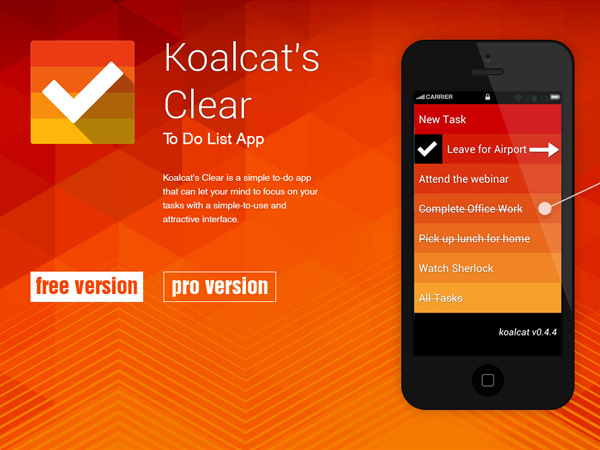 Koalcat's
Clear
To Do List App
Koalcat's Clear is a simple to-do app
that can let your mind to focus on your
tasks with a simple-to-use and
attractive interface.
free version
pro version
CARRIER
New Task
Leave for Airport
Attend the webinar
Complete Office Work
Pick up lunch for home
Watch Sherlock
All Tasks
koalcat v0.4.4